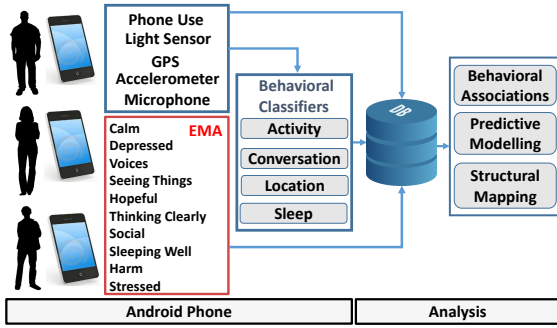 Phone Use
Light Sensor
GPS
Accelerometer
Microphone
EMA
Calm
Depressed
Voices
Seeing Things
Hopeful
Thinking Clearly
Social
Sleeping Well
Harm
Stressed
Behavioral
Classifiers
Activity
Conversation
Location
Sleep
DB
Behavioral
Associations
Predictive
Modelling
Structural
Mapping
Android Phone
Analysis